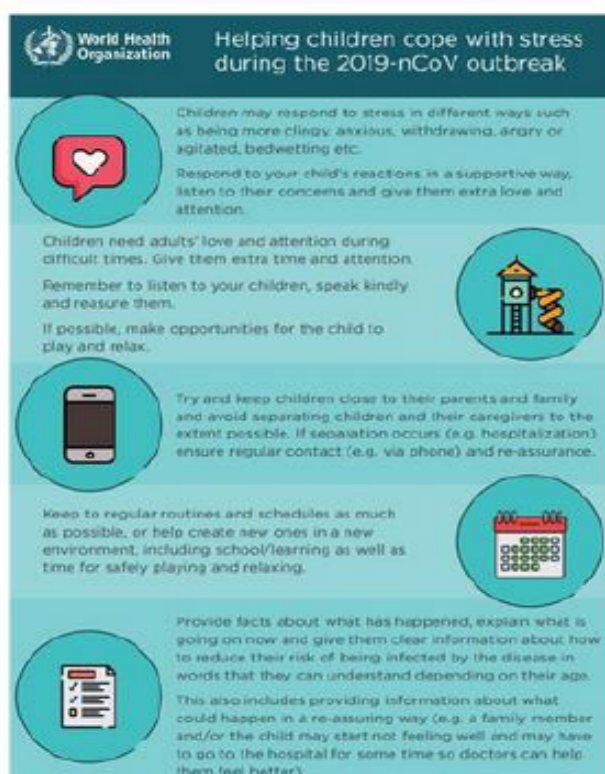 World Health
Organization
Helping children cope with stress
during the 2019-nCoV outbreak
Children may respond to stress in different ways such
as being more clingy, anxious, withdrawing, angry or
agitated, bedwetting etc.
Respond to your child's reactions in a supportive way,
listen to their concerns and give them extra love and
attention.
Children need adults' love and attention during
difficult times. Give them extra time and attention.
Remember to listen to your children, speak kindly
and reasure them.
If possible, make opportunities for the child to
play and relax.
Try and keep children close to their parents and family
and avoid separating children and their caregivers to the
extent possible. If separation occurs (e.g. hospitalization)
ensure regular contact (e.g. via phone) and re-assurance.
Keep to regular routines and schedules as much
as possible, or help create new ones in a new
environment, including school/learning as well as
time for safely playing and relaxing.
Provide facts about what has happened, explain what is
going on now and give them clear information about how
to reduce their risk of being infected by the disease in
words that they can understand depending on their age.
This also includes providing information about what
could happen in a re-assuring way (e.g. a family member
and/or the child may start not feeling well and may have
to go to the hospital for some time so doctors can help
them feel better).